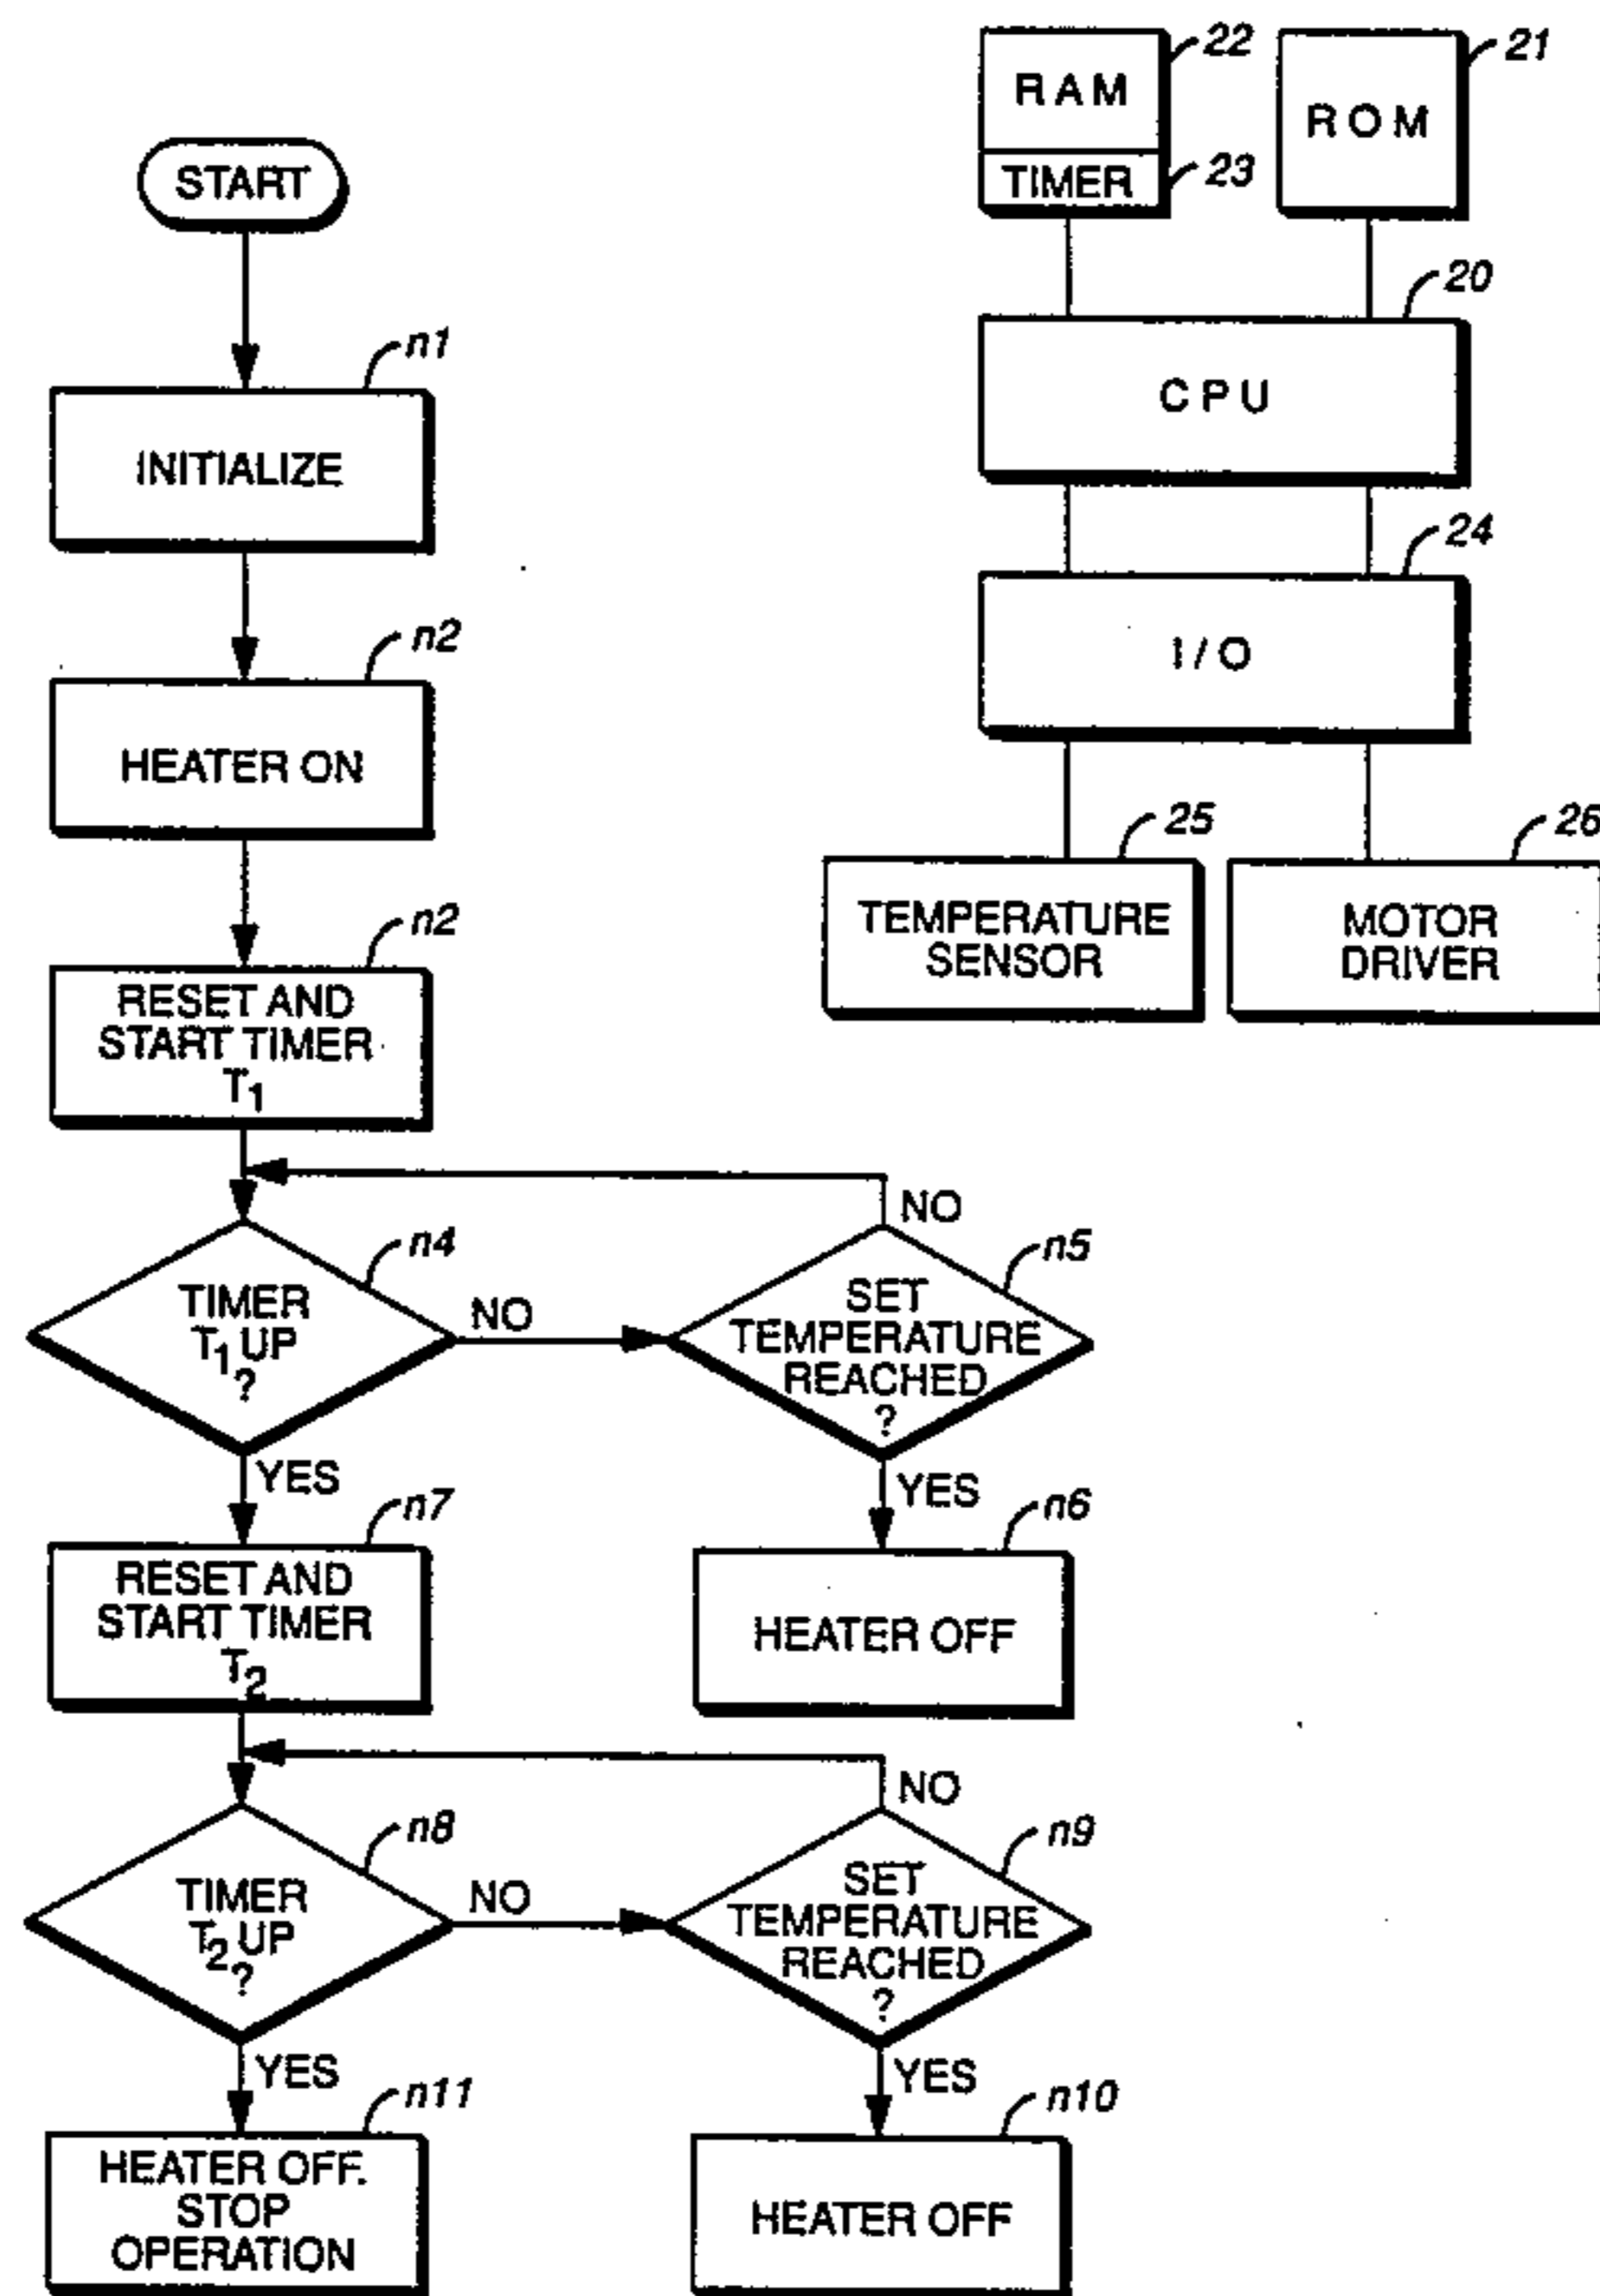 START
n1
INITIALIZE
n2
HEATER ON
n2
RESET AND
START TIMER
T1
n4
TIMER
T1 UP
?
NO
YES
n5
SET
TEMPERATURE
REACHED
?
NO
YES
n6
HEATER OFF
n7
RESET AND
START TIMER
T2
n8
TIMER
T2 UP
?
NO
YES
n9
SET
TEMPERATURE
REACHED
?
NO
YES
n10
HEATER OFF
n11
HEATER OFF.
STOP
OPERATION
22
RAM
23
TIMER
21
ROM
20
CPU
24
I/O
25
TEMPERATURE
SENSOR
26
MOTOR
DRIVER